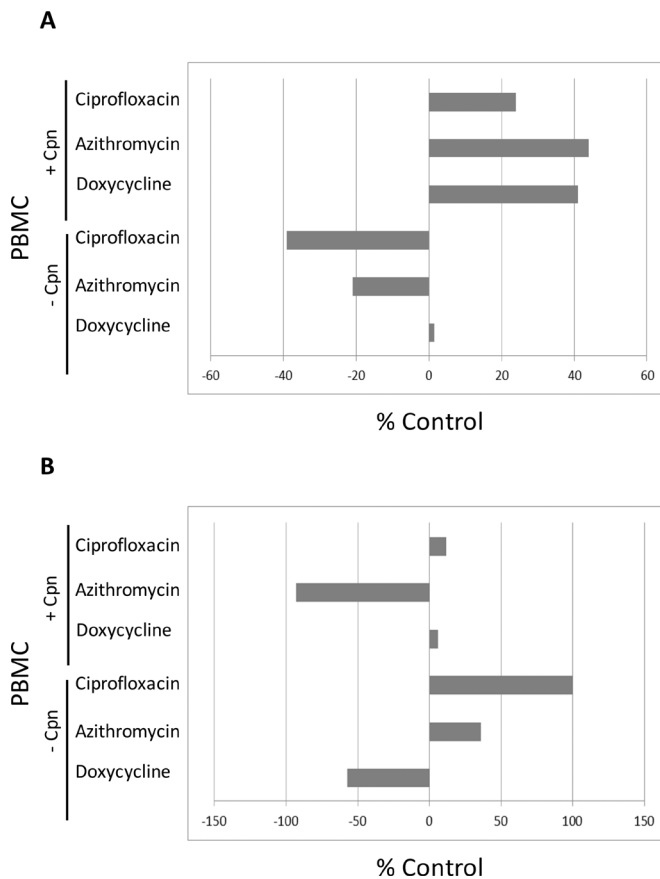 A
PBMC
+ Cpn
Ciprofloxacin
Azithromycin
Doxycycline
- Cpn
Ciprofloxacin
Azithromycin
Doxycycline
-60 -40 -20 0 20 40 60
% Control
B
PBMC
+ Cpn
Ciprofloxacin
Azithromycin
Doxycycline
- Cpn
Ciprofloxacin
Azithromycin
Doxycycline
-150 -100 -50 0 50 100 150
% Control